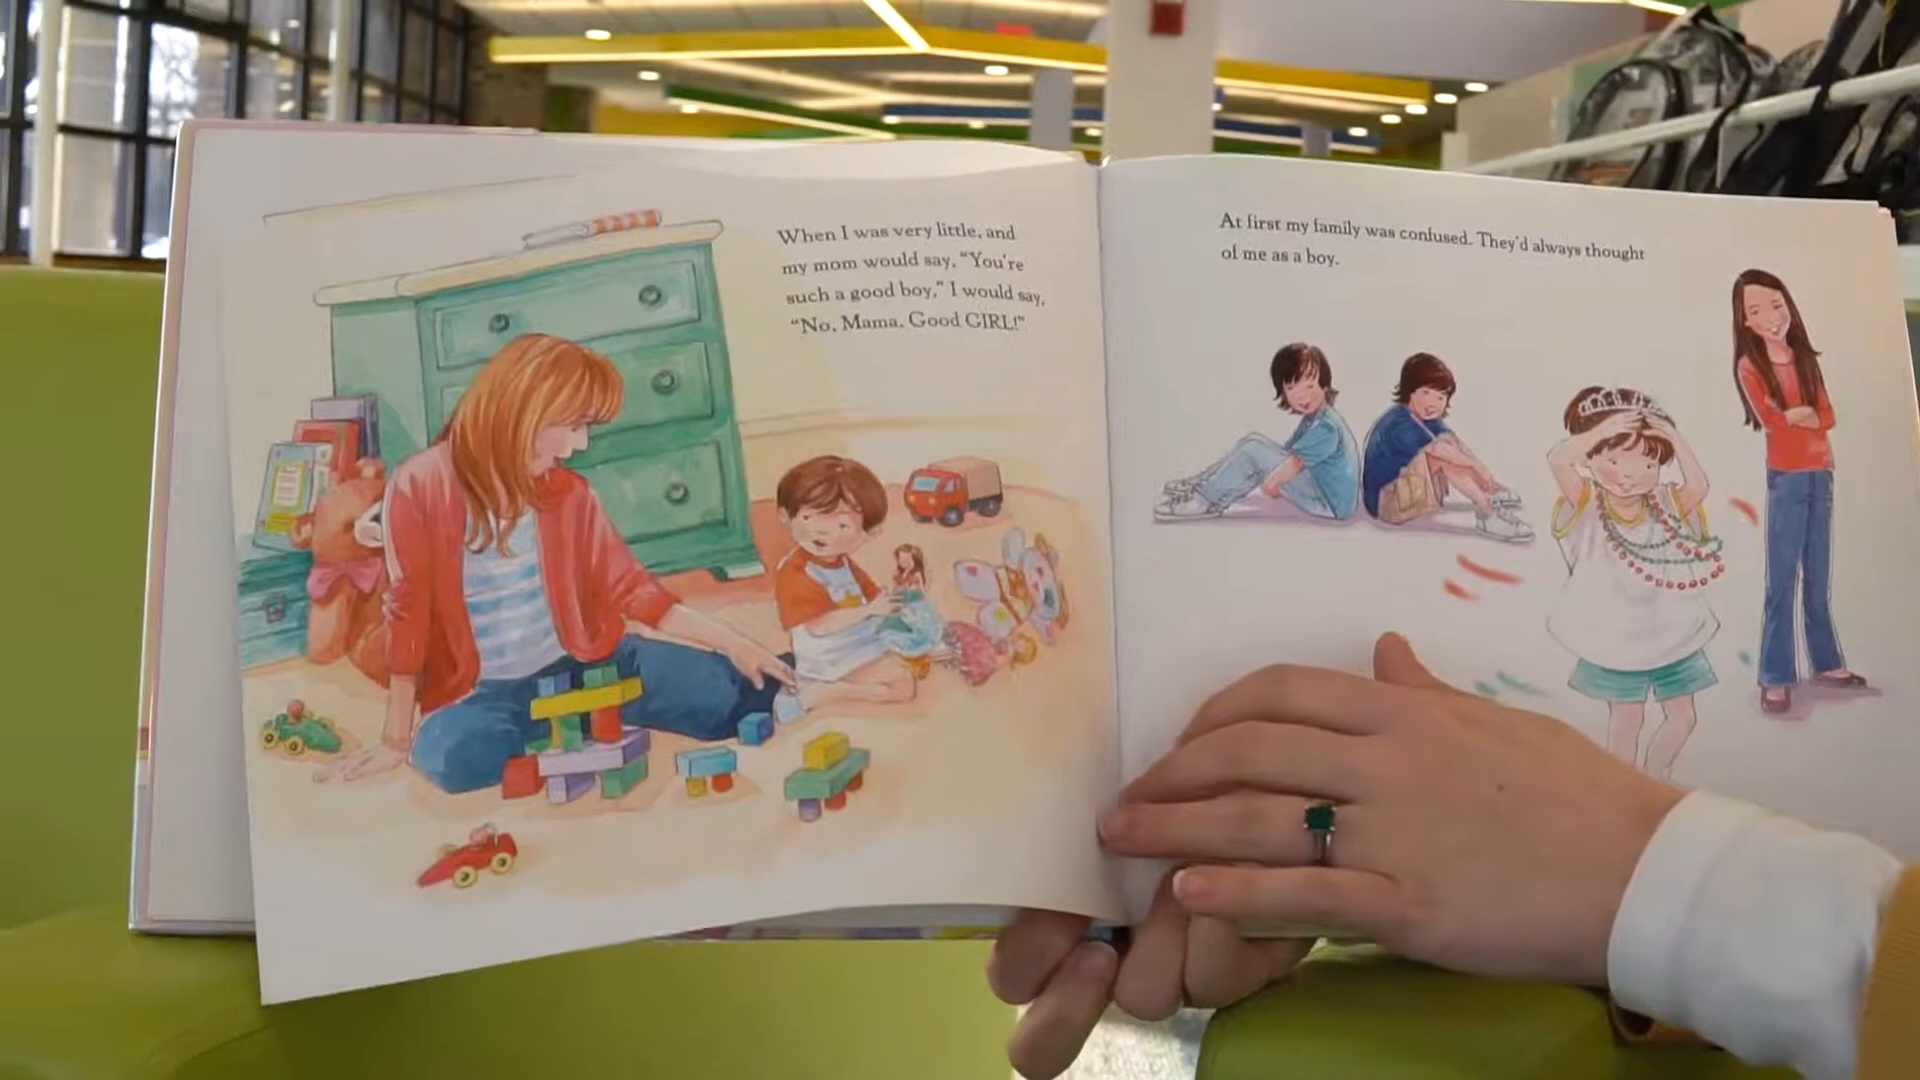 When I was very little, and
my mom would say, "You're
such a good boy," I would say,
"No, Mama. Good GIRL!"
At first my family was confused. They'd always thought
of me as a boy.